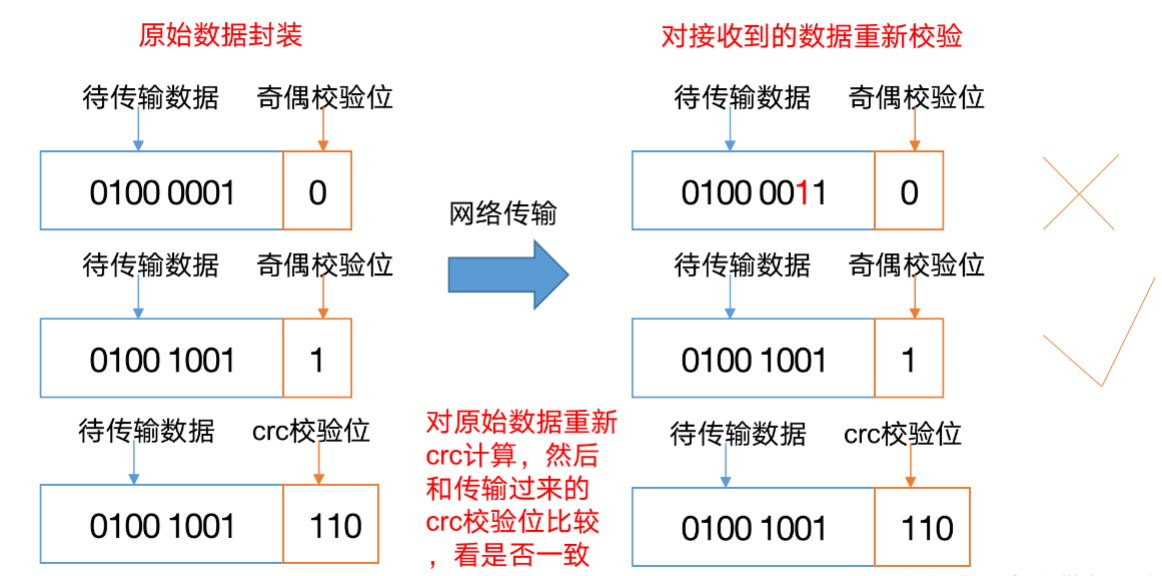 原始数据封装
对接收到的数据重新校验
待传输数据
奇偶校验位
待传输数据
奇偶校验位
0100 0001
0
0100 0011
0
网络传输
待传输数据
奇偶校验位
待传输数据
奇偶校验位
0100 1001
1
0100 1001
1
待传输数据
crc校验位
对原始数据重新
crc计算，然后
和传输过来的
crc校验位比较
，看是否一致
待传输数据
crc校验位
0100 1001
110
0100 1001
110